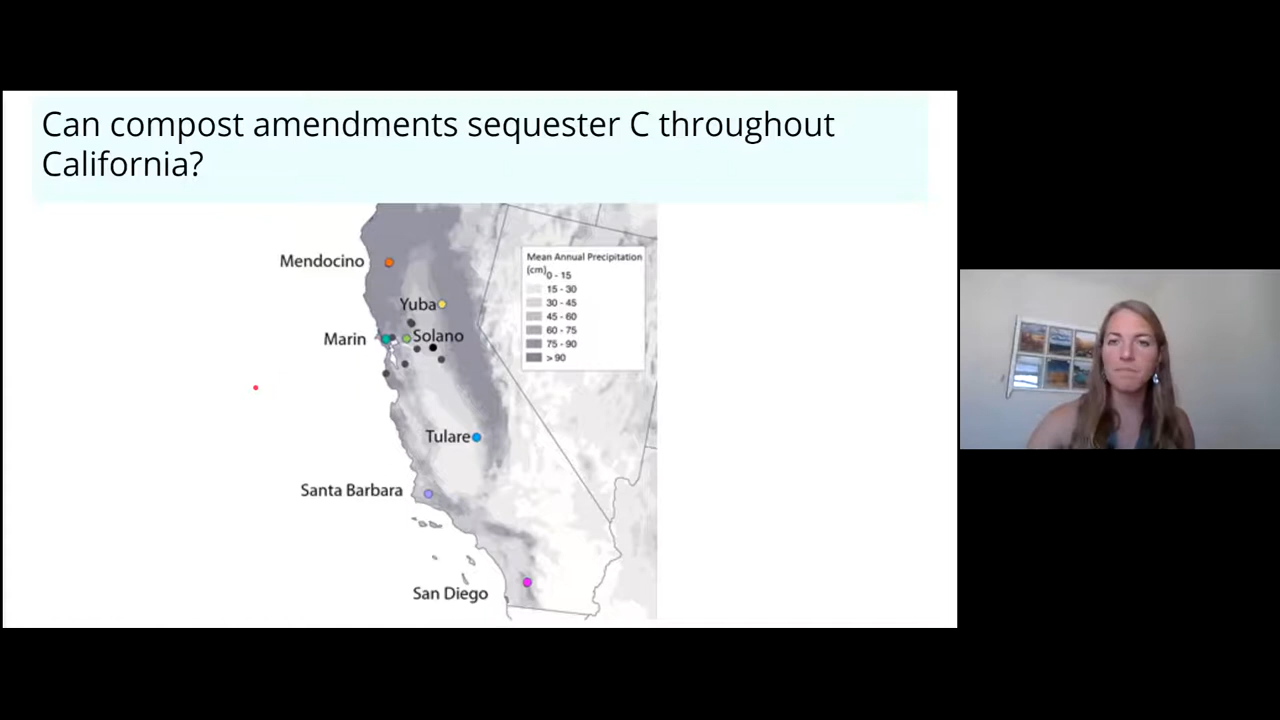 Can compost amendments sequester C throughout
California?
Mendocino
Yuba
Marin
Solano
Tulare
Santa Barbara
San Diego
Mean Annual Precipitation
(cm)
0 - 15
15 - 30
30 - 45
45 - 60
60 - 75
75 - 90
> 90